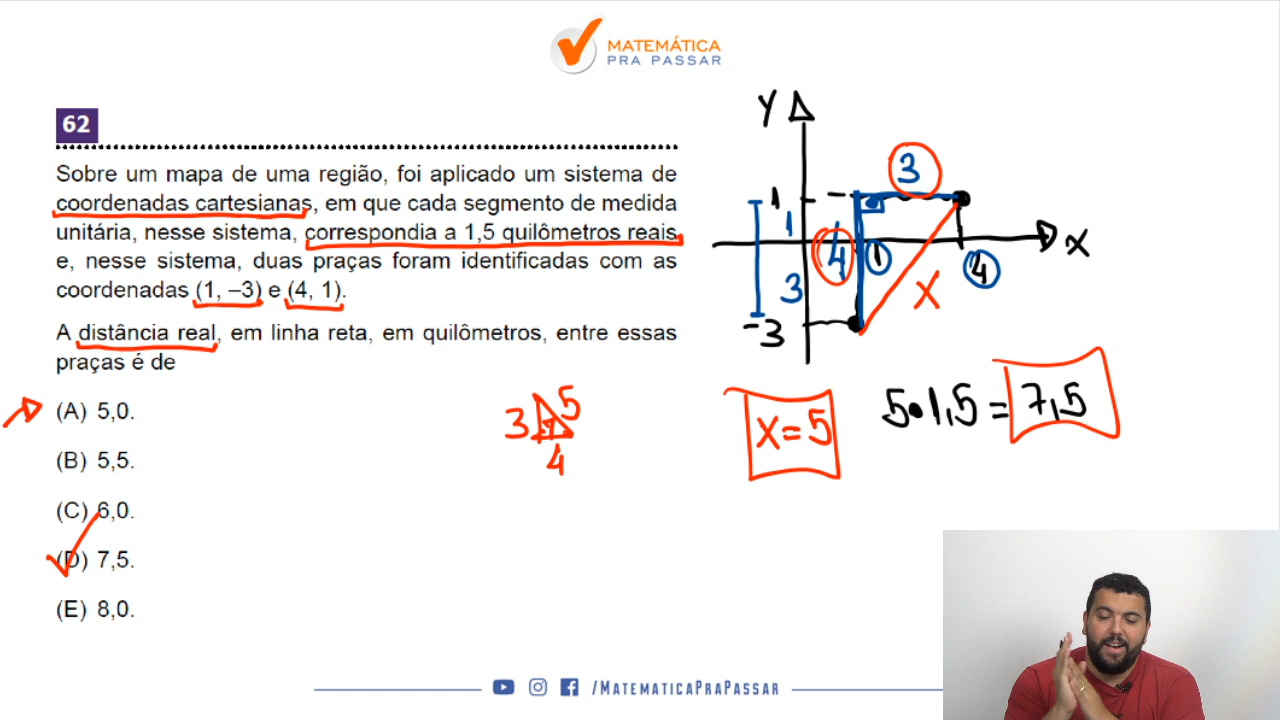 MATEMÁTICA
PRA PASSAR
62
Sobre um mapa de uma região, foi aplicado um sistema de
coordenadas cartesianas, em que cada segmento de medida
unitária, nesse sistema, correspondia a 1,5 quilômetros reais
e, nesse sistema, duas praças foram identificadas com as
coordenadas (1, –3) e (4, 1).
A distância real, em linha reta, em quilômetros, entre essas
praças é de
(A) 5,0.
(B) 5,5.
(C) 6,0.
(D) 7,5.
(E) 8,0.
Y
3
1
1
4
1
4
X
3
X
-3
3 5
4
X=5
5•1,5=7,5
/MatematicaPraPassar